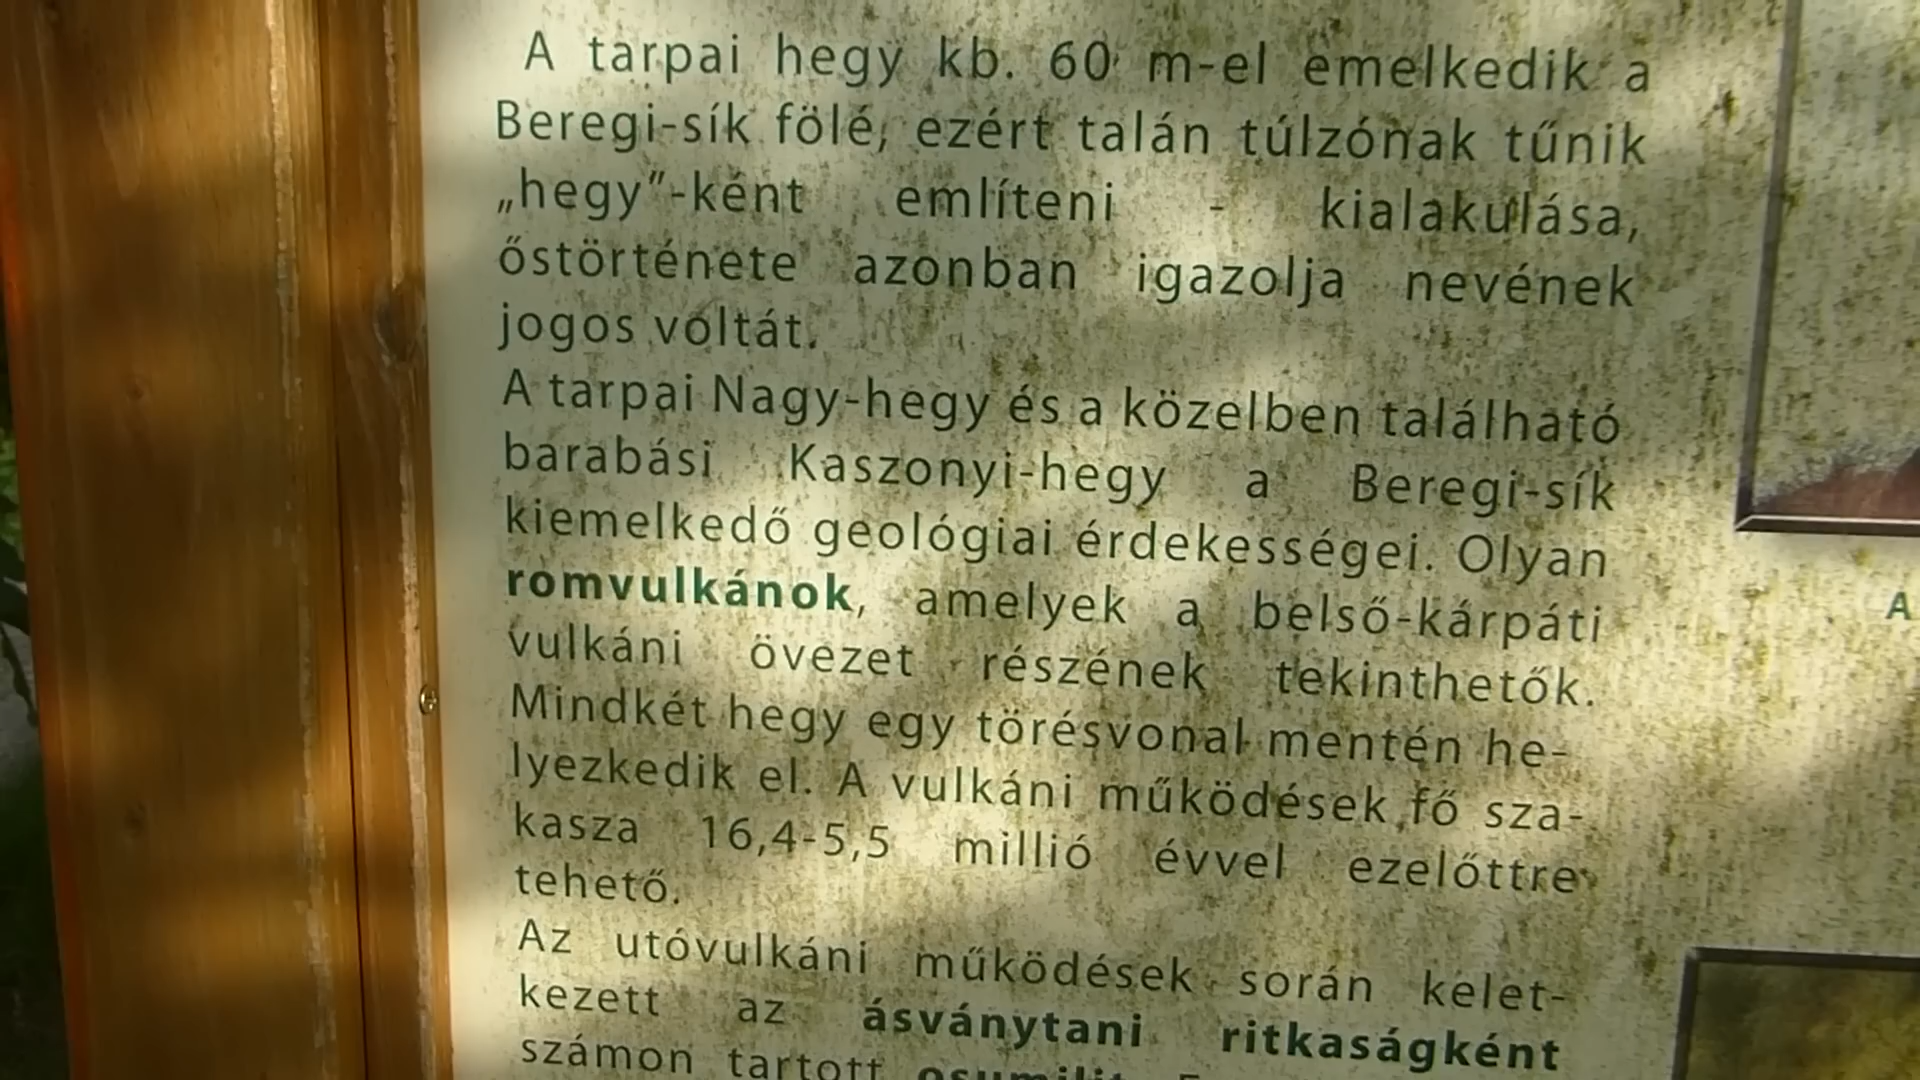 A tarpai hegy kb. 60 m-el emelkedik a
Beregi-sík fölé, ezért talán túlzónak tűnik
„hegy”-ként említeni - kialakulása,
őstörténete azonban igazolja nevének
jogos voltát.
A tarpai Nagy-hegy és a közelben található
barabási Kaszonyi-hegy a Beregi-sík
kiemelkedő geológiai érdekességei. Olyan
romvulkánok, amelyek a belső-kárpáti
vulkáni övezet részének tekinthetők.
Mindkét hegy egy törésvonal mentén he-
lyezkedik el. A vulkáni működések fő sza-
kasza 16,4-5,5 millió évvel ezelőttre
tehető.
Az utóvulkáni működések során kelet-
kezett az ásványtani ritkaságként
számon tartott osumilit.
A